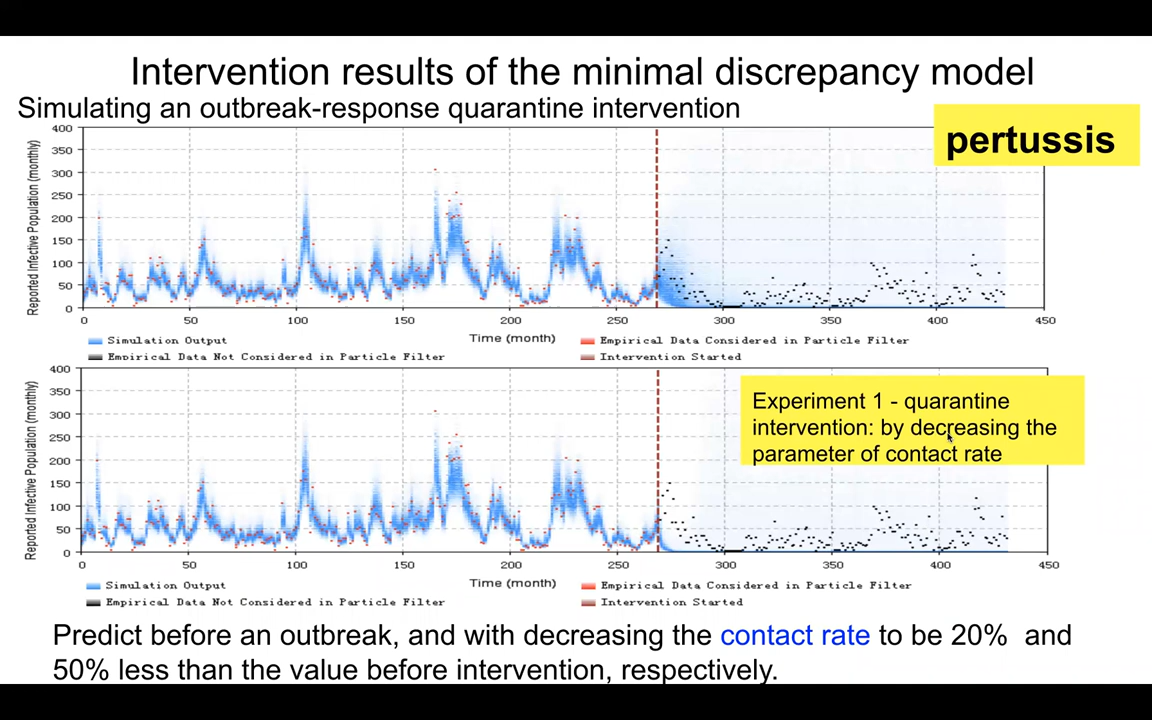 Intervention results of the minimal discrepancy model
Simulating an outbreak-response quarantine intervention
pertussis
Reported Infective Population (monthly)
400
350
300
250
200
150
100
50
0
0 50 100 150 200 250 300 350 400 450
Time (month)
Simulation Output
Empirical Data Considered in Particle Filter
Empirical Data Not Considered in Particle Filter
Intervention Started
Reported Infective Population (monthly)
400
350
300
250
200
150
100
50
0
Experiment 1 - quarantine
intervention: by decreasing the
parameter of contact rate
0 50 100 150 200 250 300 350 400 450
Time (month)
Simulation Output
Empirical Data Considered in Particle Filter
Empirical Data Not Considered in Particle Filter
Intervention Started
Predict before an outbreak, and with decreasing the contact rate to be 20% and
50% less than the value before intervention, respectively.